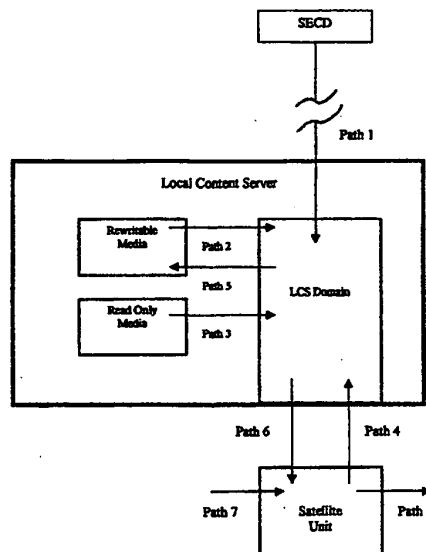 SECD
Path 1
Local Content Server
Rewritable
Media
Path 2
Path 5
LCS Domain
Read Only
Media
Path 3
Path 6
Path 4
Path 7
Satellite
Unit
Path